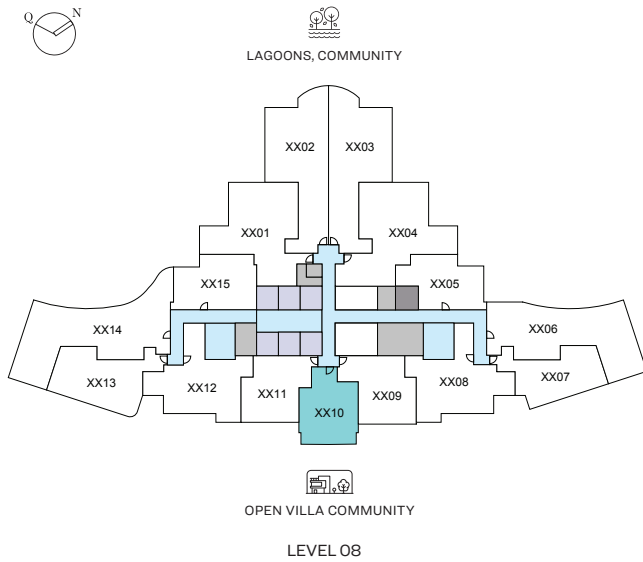 Q N
LAGOONS, COMMUNITY
XX02 XX03
XX01 XX04
XX15 XX05
XX14 XX06
XX13 XX12 XX11 XX10 XX09 XX08 XX07
OPEN VILLA COMMUNITY
LEVEL 08